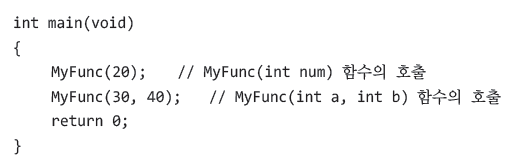 int main(void)
{
    MyFunc(20);    // MyFunc(int num) 함수의 호출
    MyFunc(30, 40);    // MyFunc(int a, int b) 함수의 호출
    return 0;
}